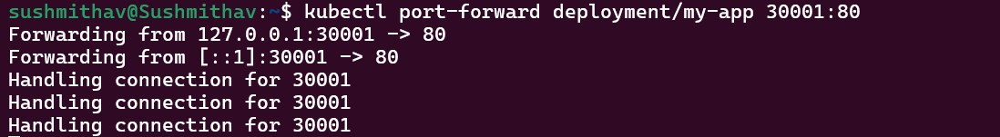 sushmithav@Sushmithav:~$ kubectl port-forward deployment/my-app 30001:80
Forwarding from 127.0.0.1:30001 -> 80
Forwarding from [::1]:30001 -> 80
Handling connection for 30001
Handling connection for 30001
Handling connection for 30001